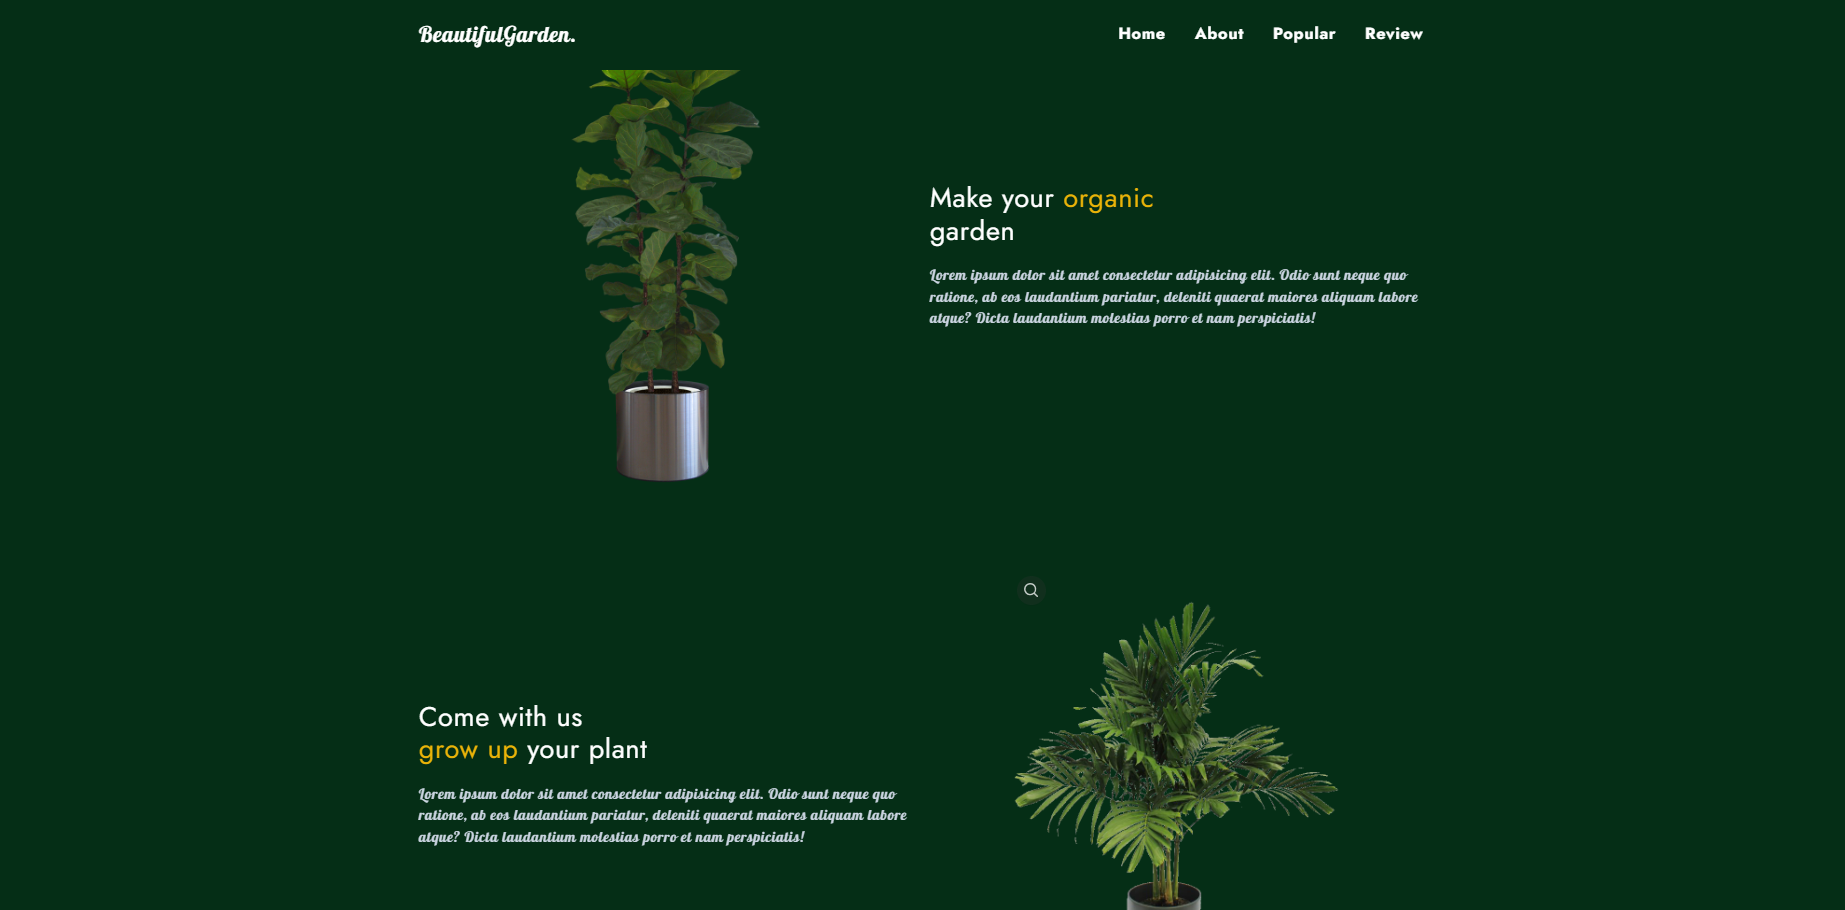 BeautifulGarden.
Home About Popular Review
Make your organic
garden
Lorem ipsum dolor sit amet consectetur adipisicing elit. Odio sunt neque quo
ratione, ab eos laudantium pariatur, deleniti quaerat maiores aliquam labore
atque? Dicta laudantium molestias porro et nam perspiciatis!
Come with us
grow up your plant
Lorem ipsum dolor sit amet consectetur adipisicing elit. Odio sunt neque quo
ratione, ab eos laudantium pariatur, deleniti quaerat maiores aliquam labore
atque? Dicta laudantium molestias porro et nam perspiciatis!